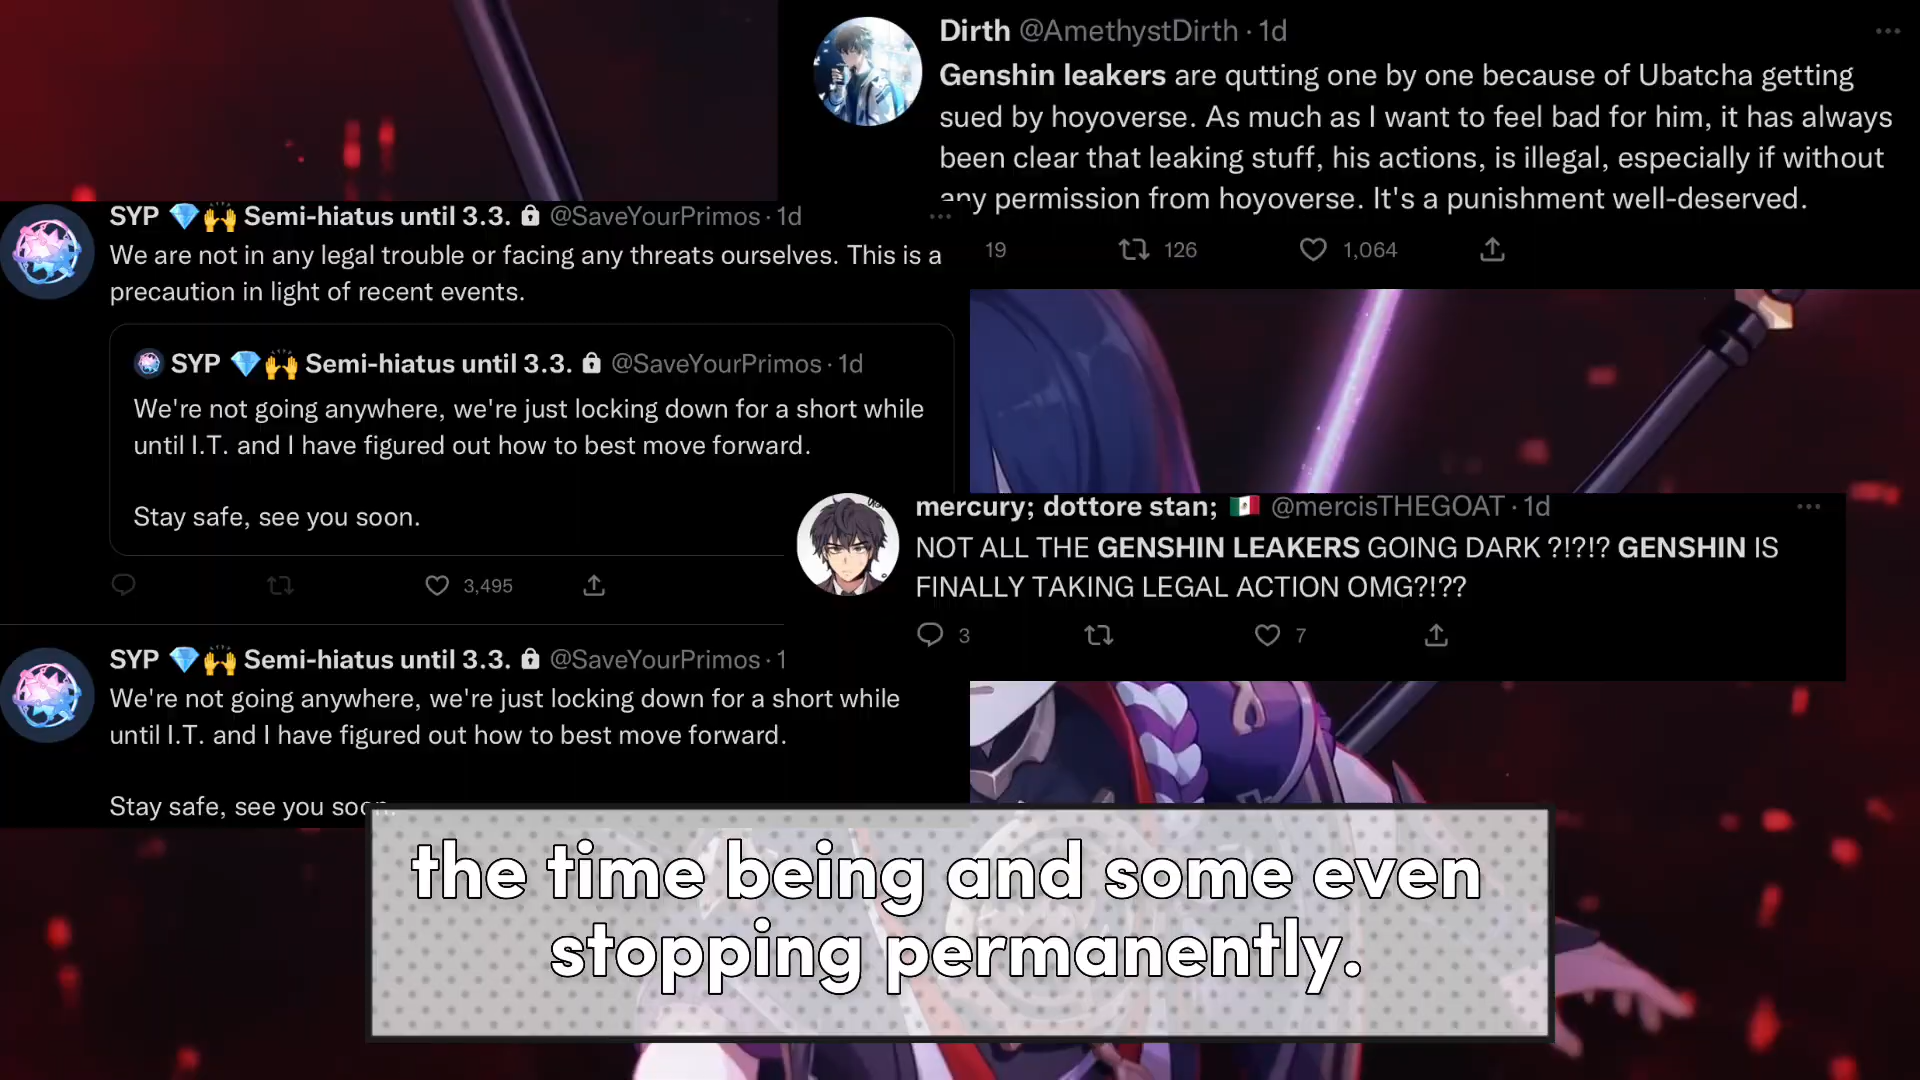 Dirth @AmethystDirth · 1d
Genshin leakers are qutting one by one because of Ubatcha getting
sued by hoyoverse. As much as I want to feel bad for him, it has always
been clear that leaking stuff, his actions, is illegal, especially if without
any permission from hoyoverse. It's a punishment well-deserved.
19 126 1,064
SYP 💎🙌 Semi-hiatus until 3.3. 🔒 @SaveYourPrimos · 1d
We are not in any legal trouble or facing any threats ourselves. This is a
precaution in light of recent events.
SYP 💎🙌 Semi-hiatus until 3.3. 🔒 @SaveYourPrimos · 1d
We're not going anywhere, we're just locking down for a short while
until I.T. and I have figured out how to best move forward.
Stay safe, see you soon.
3,495
mercury; dottore stan; 🇲🇽 @mercisTHEGOAT · 1d
NOT ALL THE GENSHIN LEAKERS GOING DARK ?!?!? GENSHIN IS
FINALLY TAKING LEGAL ACTION OMG?!??
3 7
SYP 💎🙌 Semi-hiatus until 3.3. 🔒 @SaveYourPrimos · 1
We're not going anywhere, we're just locking down for a short while
until I.T. and I have figured out how to best move forward.
Stay safe, see you soon.
the time being and some even
stopping permanently.